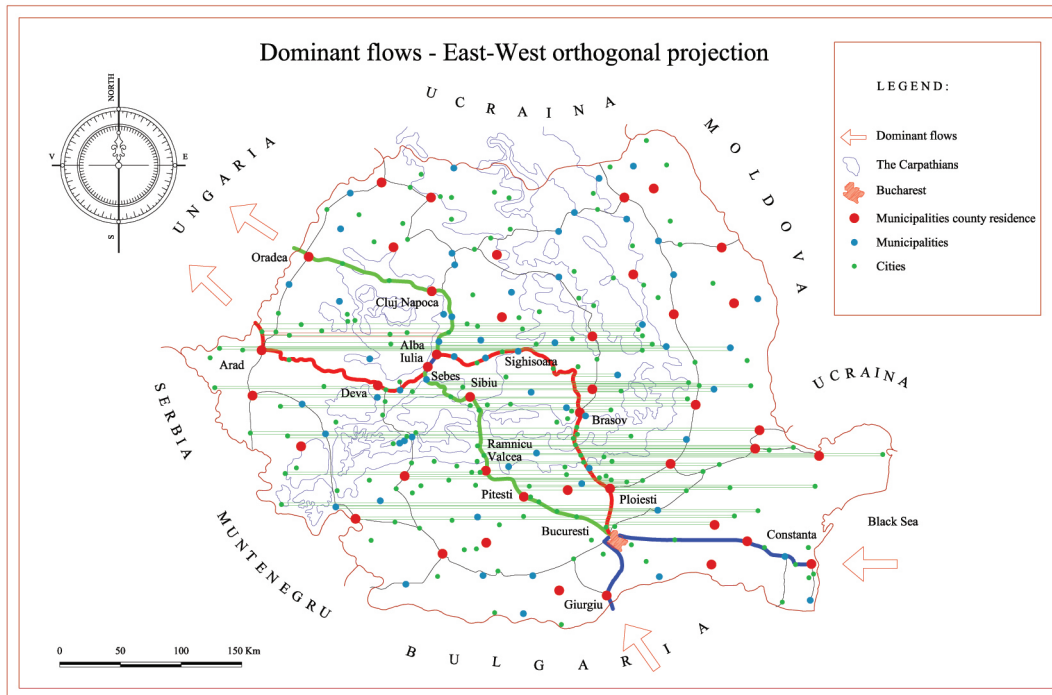 Dominant flows - East-West orthogonal projection
LEGEND:
Dominant flows
The Carpathians
Bucharest
Municipalities county residence
Municipalities
Cities
NORTH
V
E
S
UCRAINA
MOLDOVA
UNGARIA
Oradea
Cluj Napoca
Alba
Iulia
Arad
Sighisoara
Sebes
Sibiu
Deva
UCRAINA
SERBIA
Brasov
Ramnicu
Valcea
Pitesti
Ploiesti
Bucuresti
Constanta
Black Sea
MUNTENEGRU
Giurgiu
BULGARIA
0 50 100 150 Km